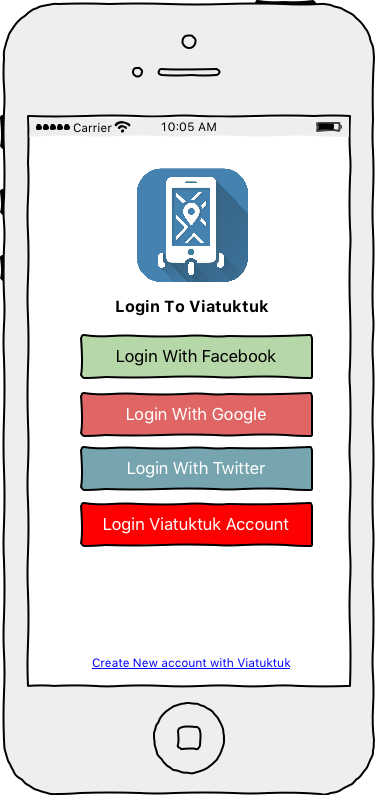 Carrier 10:05 AM
Login To Viatuktuk
Login With Facebook
Login With Google
Login With Twitter
Login Viatuktuk Account
Create New account with Viatuktuk